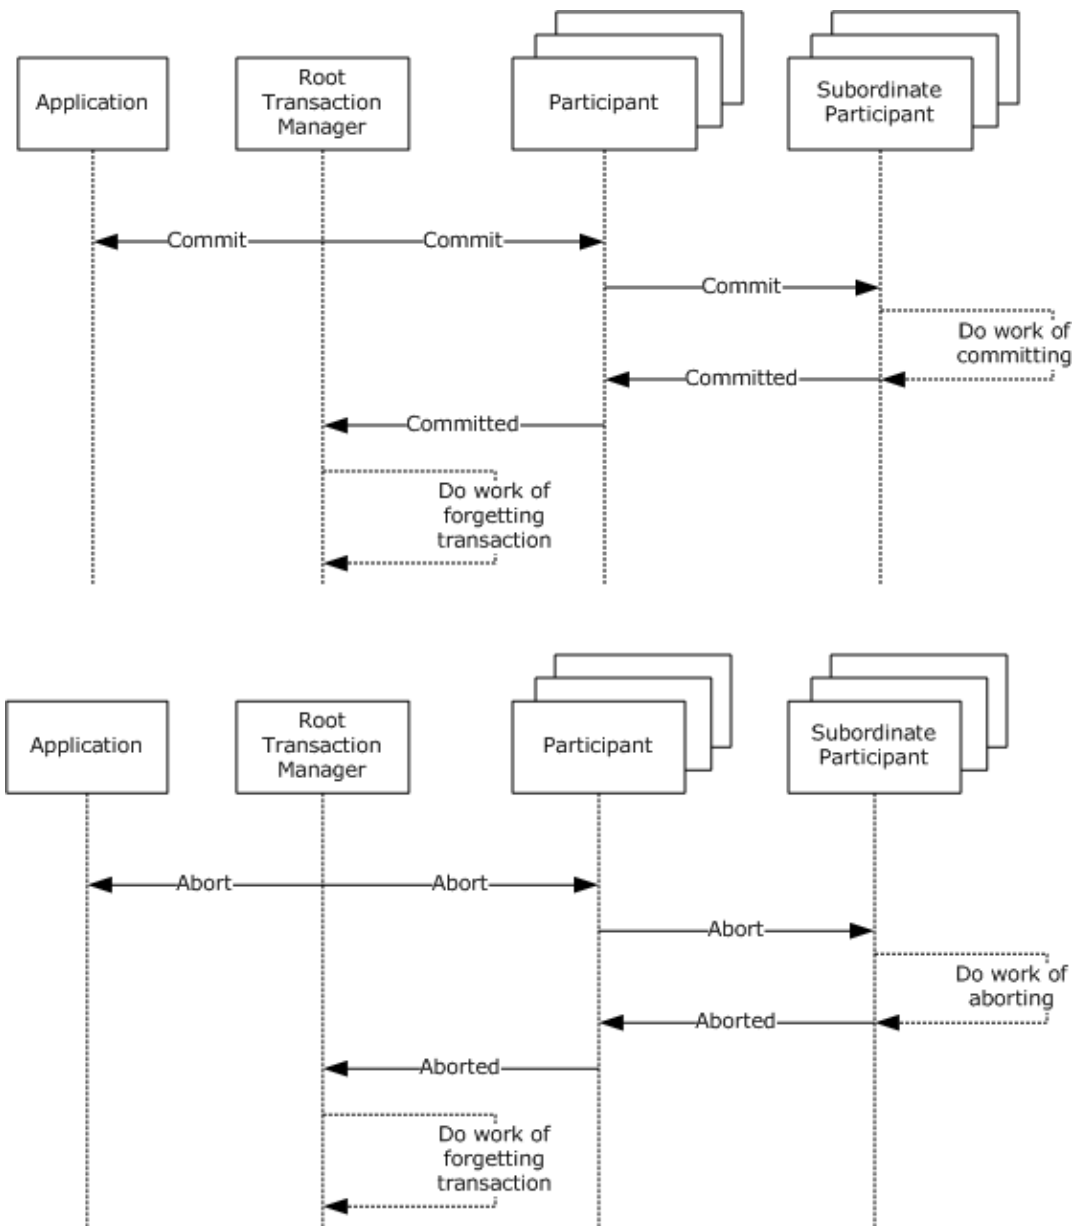 Application
Root
Transaction
Manager
Participant
Subordinate
Participant
Commit
Commit
Commit
Do work of
committing
Committed
Committed
Do work of
forgetting
transaction
Application
Root
Transaction
Manager
Participant
Subordinate
Participant
Abort
Abort
Abort
Do work of
aborting
Aborted
Aborted
Do work of
forgetting
transaction